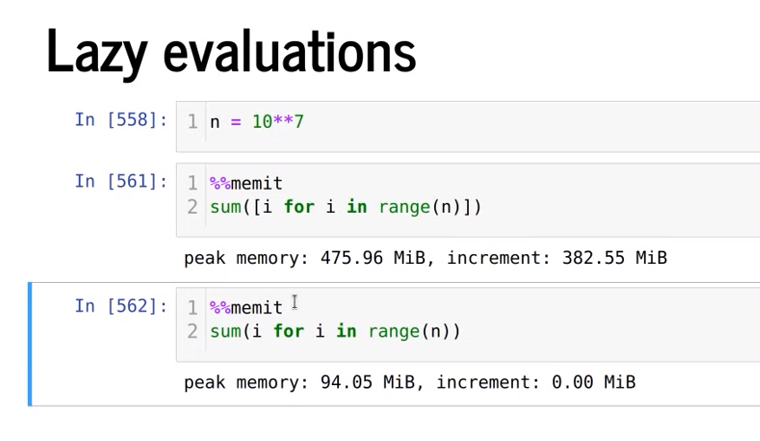 Lazy evaluations
In [558]: 1 n = 10**7
In [561]: 1 %%memit
2 sum([i for i in range(n)])
peak memory: 475.96 MiB, increment: 382.55 MiB
In [562]: 1 %%memit
2 sum(i for i in range(n))
peak memory: 94.05 MiB, increment: 0.00 MiB